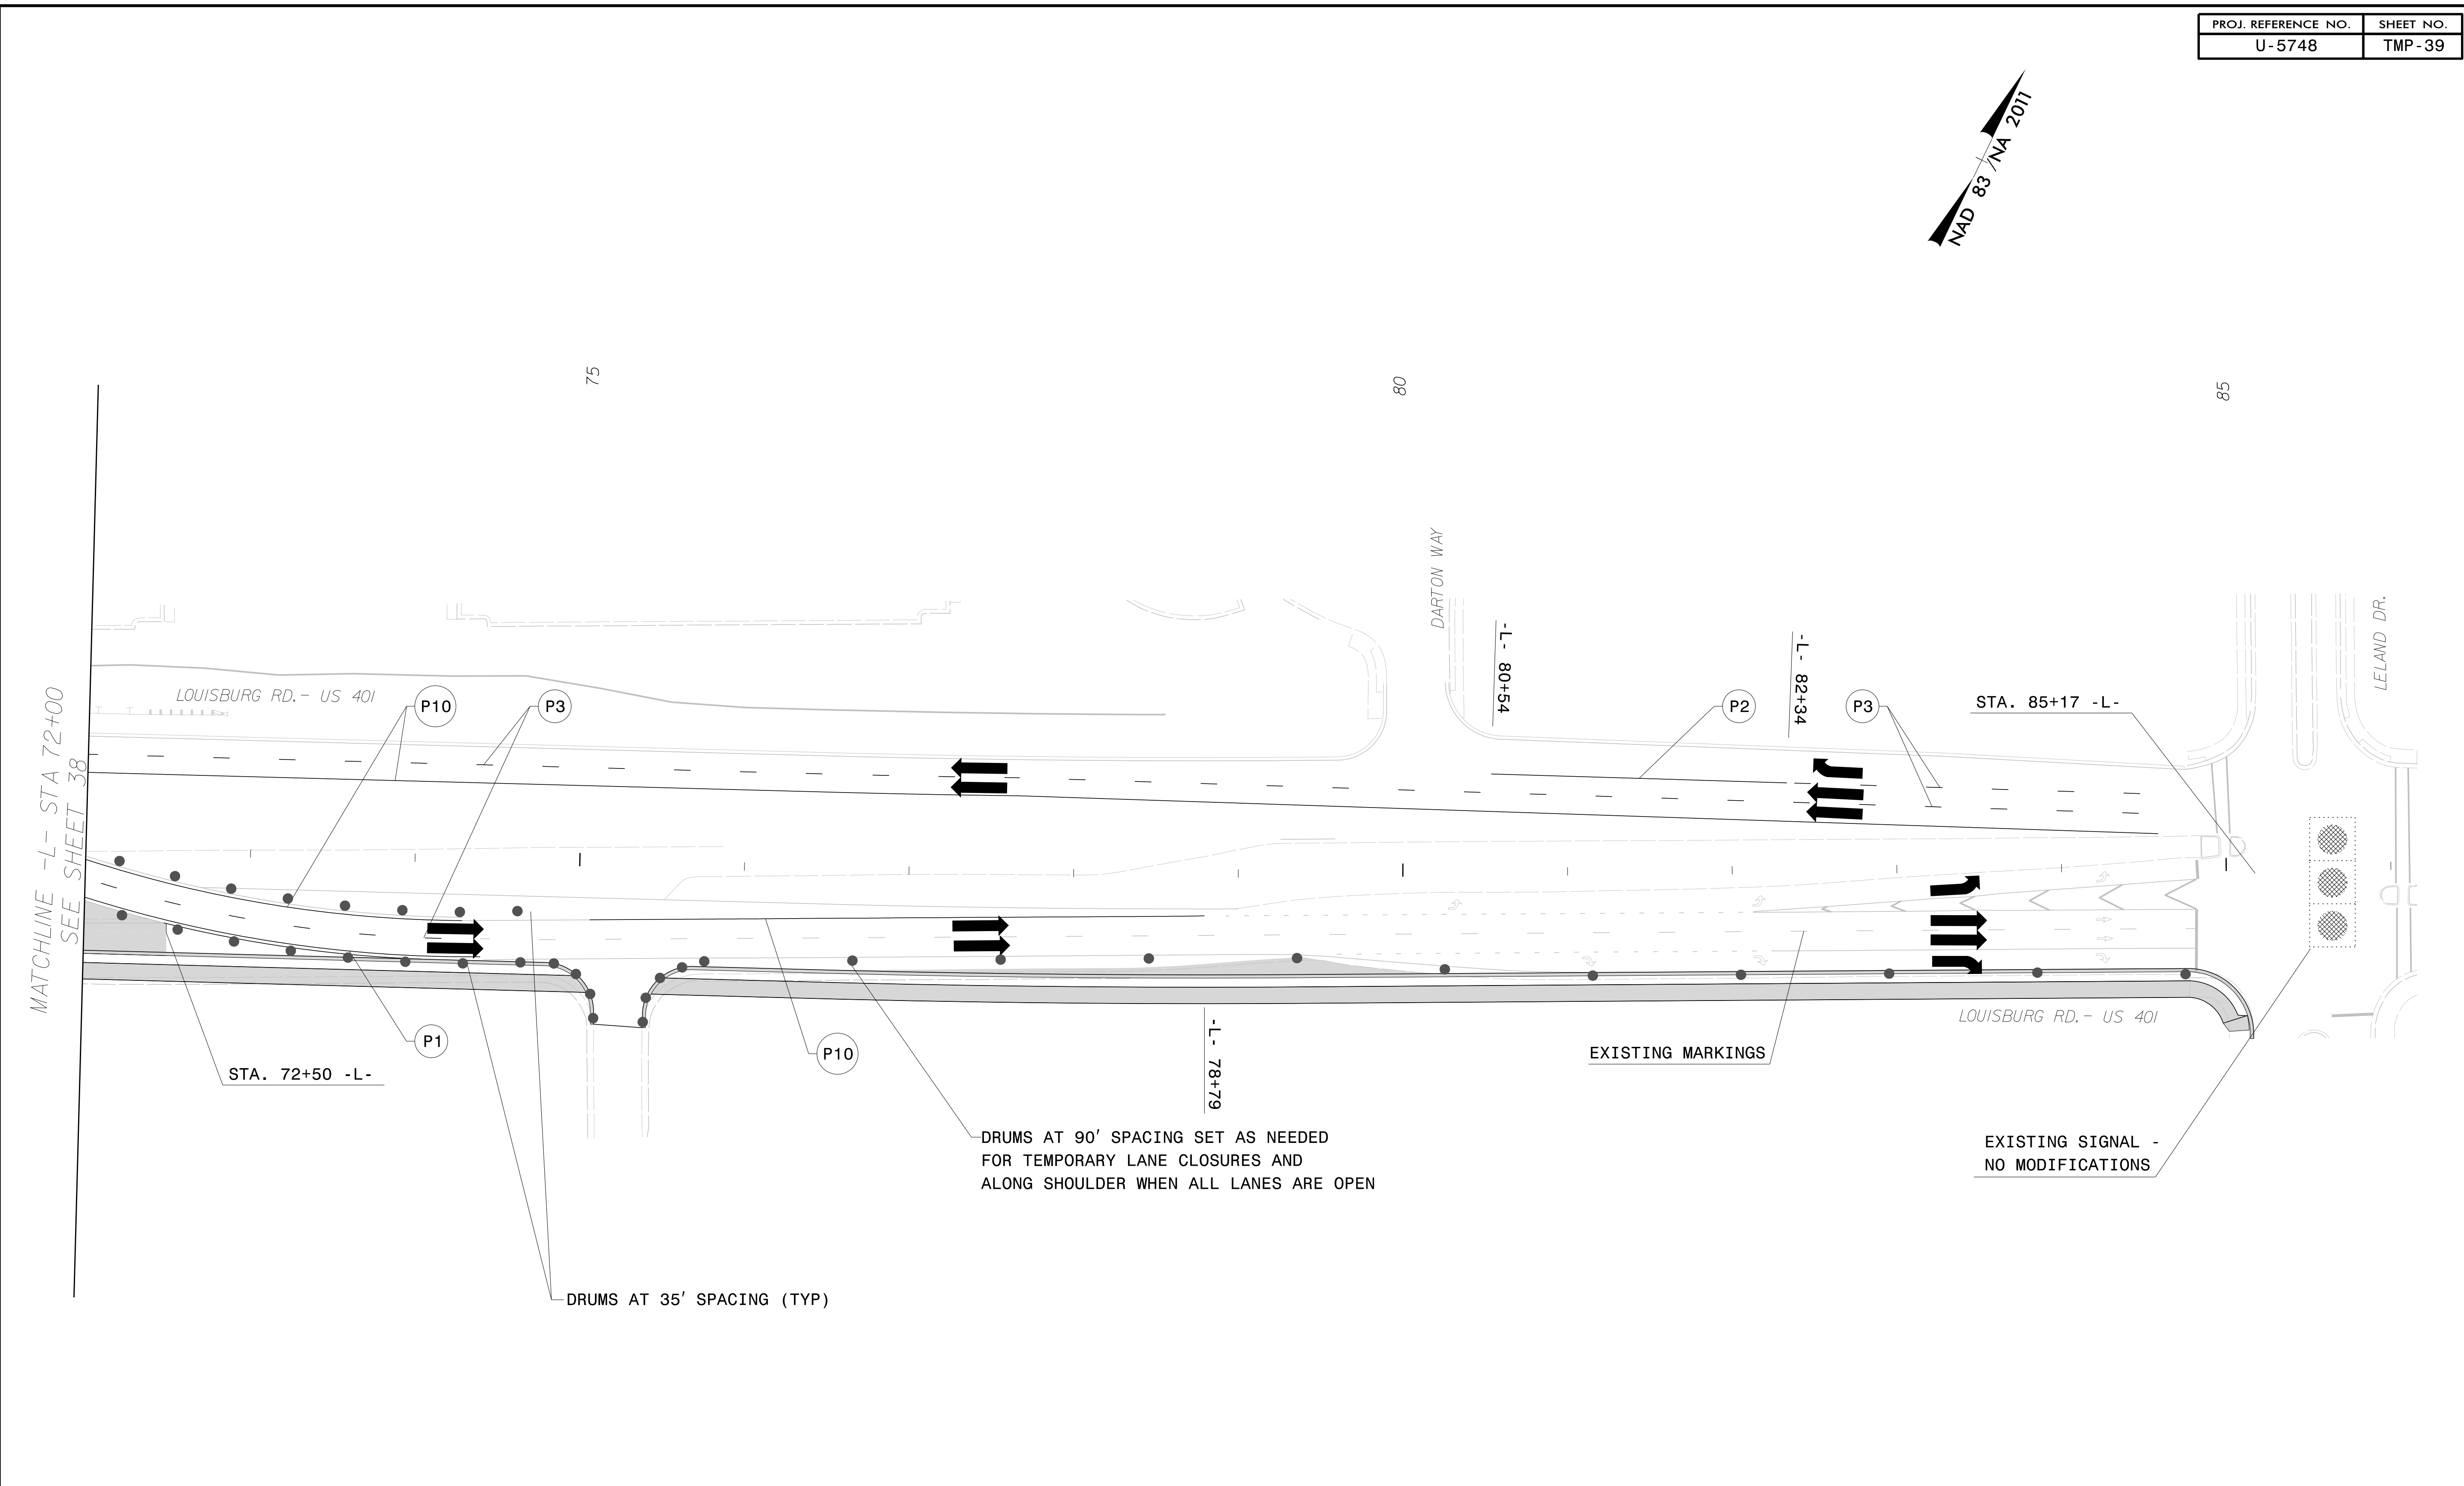 PROJ. REFERENCE NO.
SHEET NO.
U-5748
TMP-39
NAD 83 /NA 2011
75
80
85
MATCHLINE -L- STA 72+00
SEE SHEET 38
LOUISBURG RD.- US 401
P10
P3
DARTON WAY
-L- 80+54
P2
-L- 82+34
P3
STA. 85+17 -L-
LELAND DR.
P1
STA. 72+50 -L-
P10
-L- 78+79
EXISTING MARKINGS
LOUISBURG RD.- US 401
DRUMS AT 90' SPACING SET AS NEEDED
FOR TEMPORARY LANE CLOSURES AND
ALONG SHOULDER WHEN ALL LANES ARE OPEN
EXISTING SIGNAL -
NO MODIFICATIONS
DRUMS AT 35' SPACING (TYP)